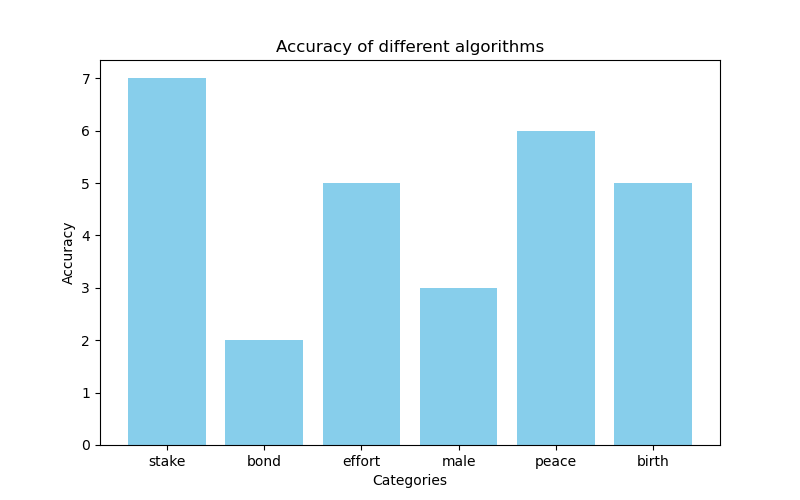 Accuracy of different algorithms
Accuracy
7
6
5
4
3
2
1
0
stake bond effort male peace birth
Categories